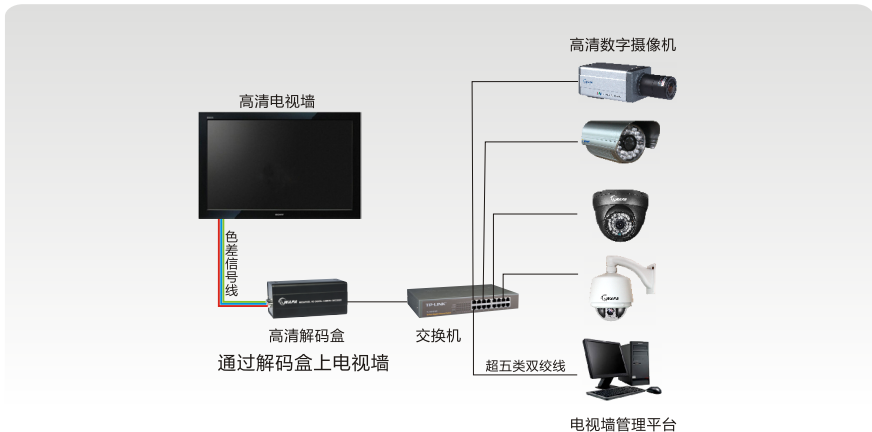 高清数字摄像机
高清电视墙
色差信号线
高清解码盒
通过解码盒上电视墙
TP-LINK
交换机
超五类双绞线
电视墙管理平台